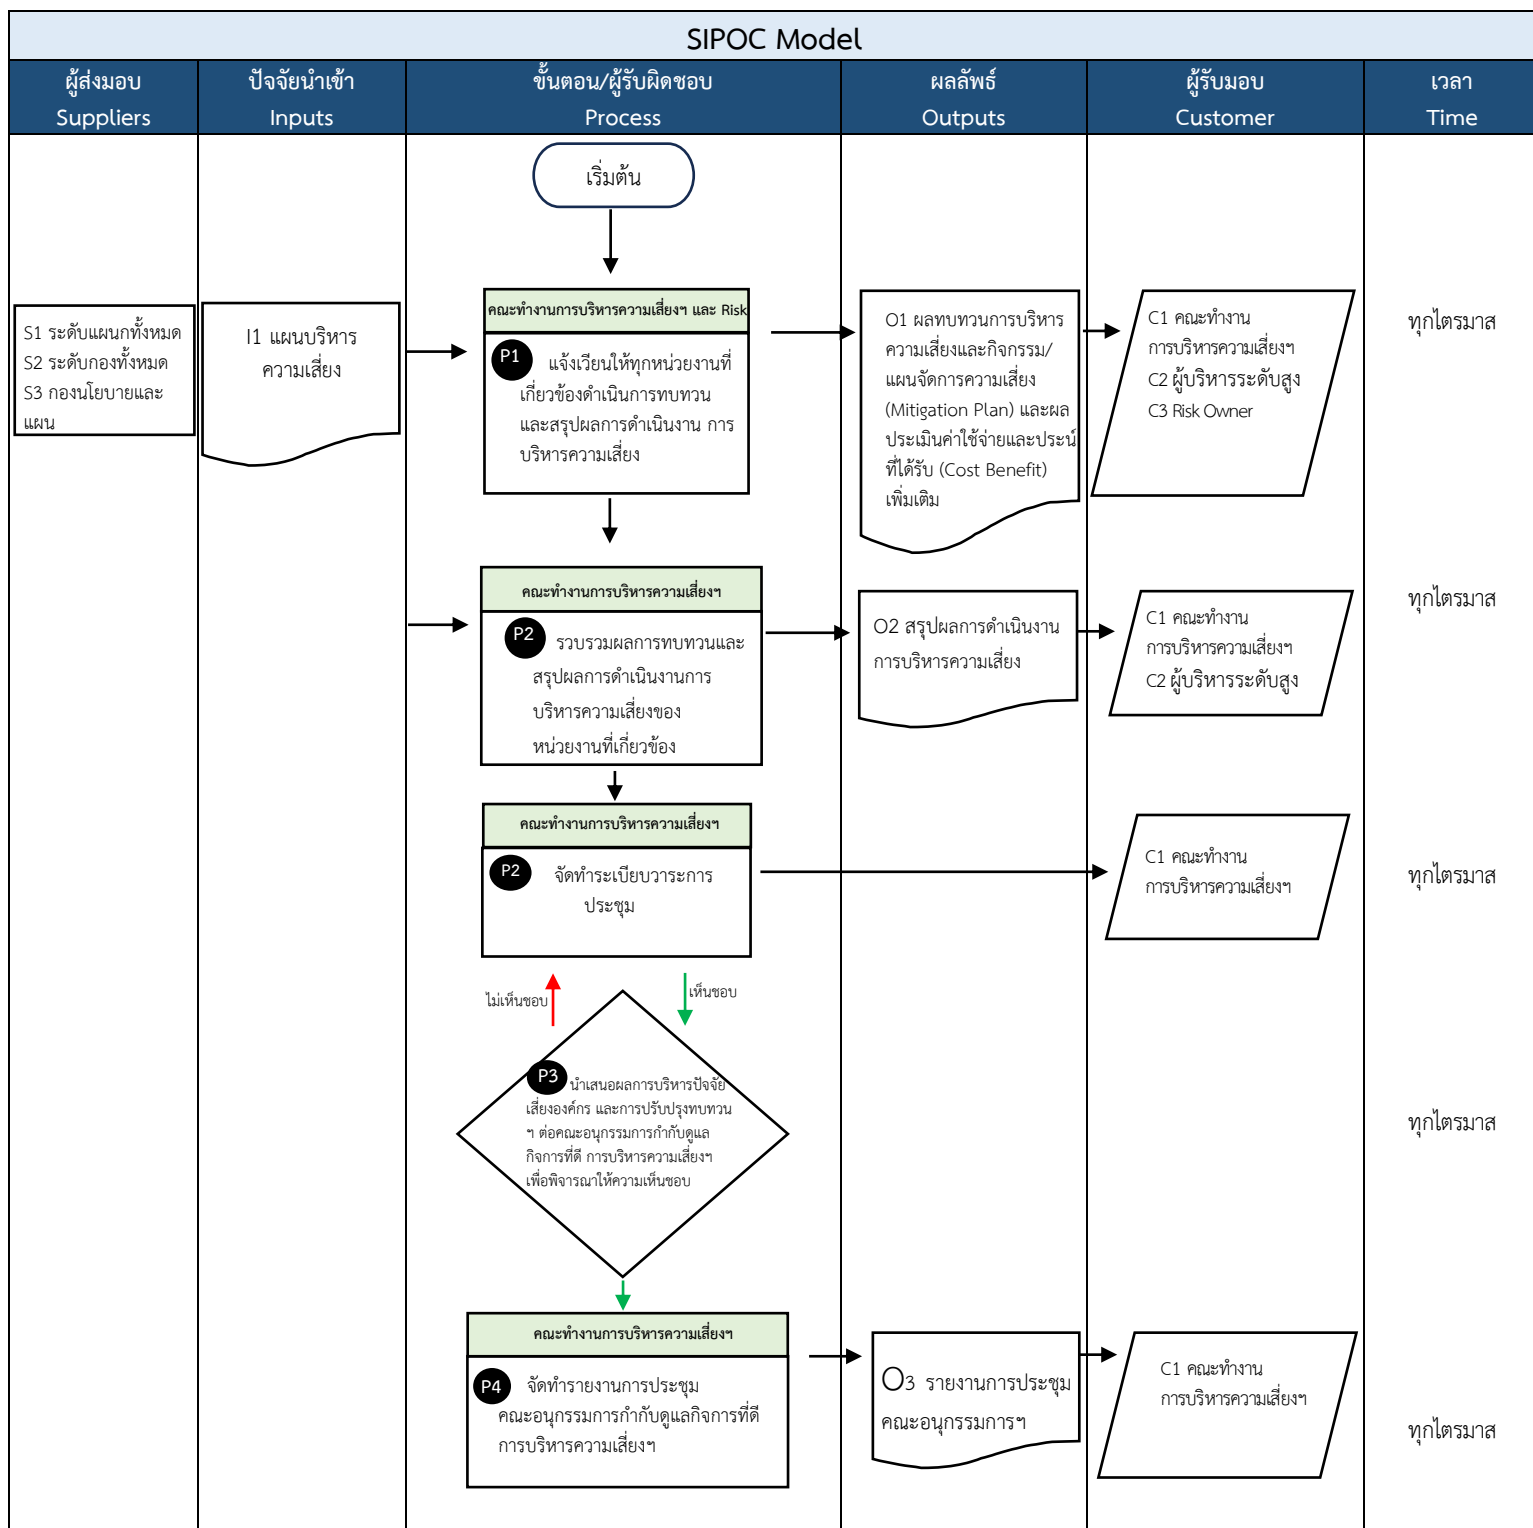 SIPOC Model
ผู้ส่งมอบ
Suppliers
ปัจจัยนำเข้า
Inputs
ขั้นตอน/ผู้รับผิดชอบ
Process
ผลลัพธ์
Outputs
ผู้รับมอบ
Customer
เวลา
Time
เริ่มต้น
S1 ระดับแผนกทั้งหมด
S2 ระดับกองทั้งหมด
S3 กองนโยบายและ
แผน
I1 แผนบริหาร
ความเสี่ยง
คณะทำงานการบริหารความเสี่ยงฯ และ Risk
P1 แจ้งเวียนให้ทุกหน่วยงานที่
เกี่ยวข้องดำเนินการทบทวน
และสรุปผลการดำเนินงาน การ
บริหารความเสี่ยง
O1 ผลทบทวนการบริหาร
ความเสี่ยงและกิจกรรม/
แผนจัดการความเสี่ยง
(Mitigation Plan) และผล
ประเมินค่าใช้จ่ายและประน์
ที่ได้รับ (Cost Benefit)
เพิ่มเติม
C1 คณะทำงาน
การบริหารความเสี่ยงฯ
C2 ผู้บริหารระดับสูง
C3 Risk Owner
ทุกไตรมาส
คณะทำงานการบริหารความเสี่ยงฯ
P2 รวบรวมผลการทบทวนและ
สรุปผลการดำเนินงานการ
บริหารความเสี่ยงของ
หน่วยงานที่เกี่ยวข้อง
O2 สรุปผลการดำเนินงาน
การบริหารความเสี่ยง
C1 คณะทำงาน
การบริหารความเสี่ยงฯ
C2 ผู้บริหารระดับสูง
ทุกไตรมาส
คณะทำงานการบริหารความเสี่ยงฯ
P2 จัดทำระเบียบวาระการ
ประชุม
C1 คณะทำงาน
การบริหารความเสี่ยงฯ
ทุกไตรมาส
ไม่เห็นชอบ
เห็นชอบ
P3 นำเสนอผลการบริหารปัจจัย
เสี่ยงองค์กร และการปรับปรุงทบทวน
ฯ ต่อคณะอนุกรรมการกำกับดูแล
กิจการที่ดี การบริหารความเสี่ยงฯ
เพื่อพิจารณาให้ความเห็นชอบ
ทุกไตรมาส
คณะทำงานการบริหารความเสี่ยงฯ
P4 จัดทำรายงานการประชุม
คณะอนุกรรมการกำกับดูแลกิจการที่ดี
การบริหารความเสี่ยงฯ
O3 รายงานการประชุม
คณะอนุกรรมการฯ
C1 คณะทำงาน
การบริหารความเสี่ยงฯ
ทุกไตรมาส